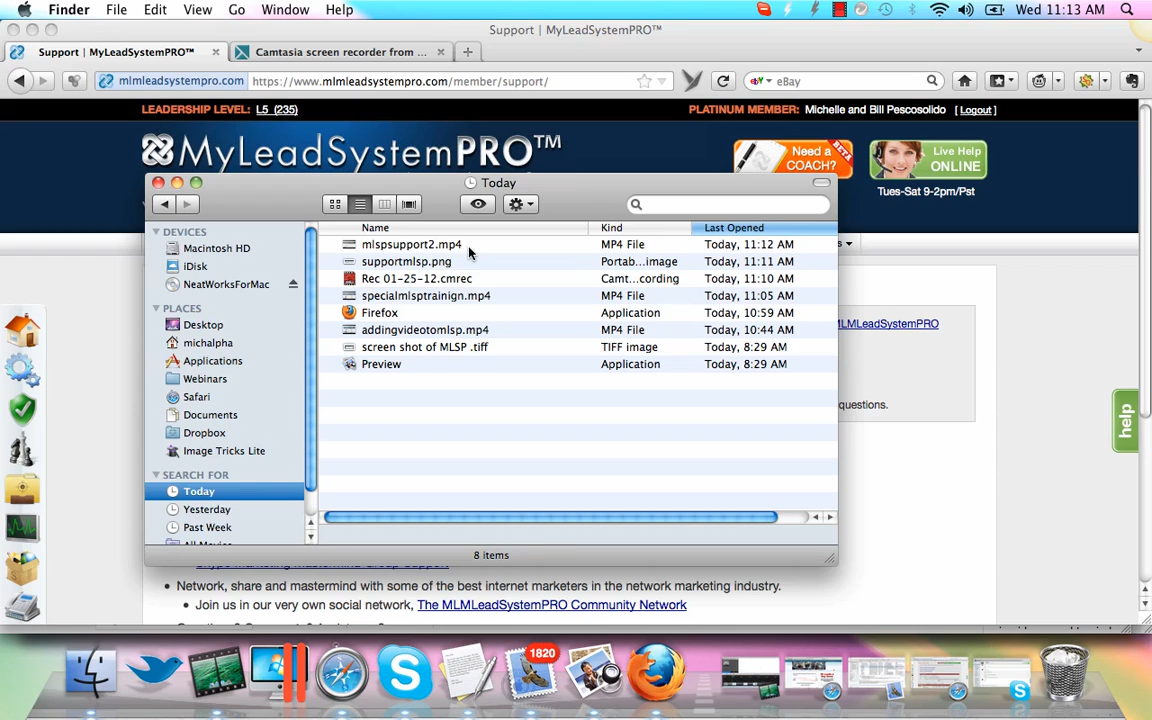 Finder File Edit View Go Window Help Wed 11:13 AM
Support | MyLeadSystemPRO™
Support | MyLeadSystemPRO™ Camtasia screen recorder from ...
mlmleadsystempro.com https://www.mlmleadsystempro.com/member/support/ eBay
LEADERSHIP LEVEL: L5 (235) PLATINUM MEMBER: Michelle and Bill Pescosolido [ Logout ]
MyLeadSystemPRO™
Need a COACH? BETA
Live Help ONLINE
Tues-Sat 9-2pm/Pst
Today
DEVICES
Macintosh HD
iDisk
NeatWorksForMac
PLACES
Desktop
michalpha
Applications
Webinars
Safari
Documents
Dropbox
Image Tricks Lite
SEARCH FOR
Today
Yesterday
Past Week
Name Kind Last Opened
mlspsupport2.mp4 MP4 File Today, 11:12 AM
supportmlsp.png Portab...image Today, 11:11 AM
Rec 01-25-12.cmrec Camt...cording Today, 11:10 AM
specialmlsptrainign.mp4 MP4 File Today, 11:05 AM
Firefox Application Today, 10:59 AM
addingvideotomlsp.mp4 MP4 File Today, 10:44 AM
screen shot of MLSP .tiff TIFF image Today, 8:29 AM
Preview Application Today, 8:29 AM
8 items
MLMLeadSystemPRO
questions.
help
Network, share and mastermind with some of the best internet marketers in the network marketing industry.
Join us in our very own social network, The MLMLeadSystemPRO Community Network
1820